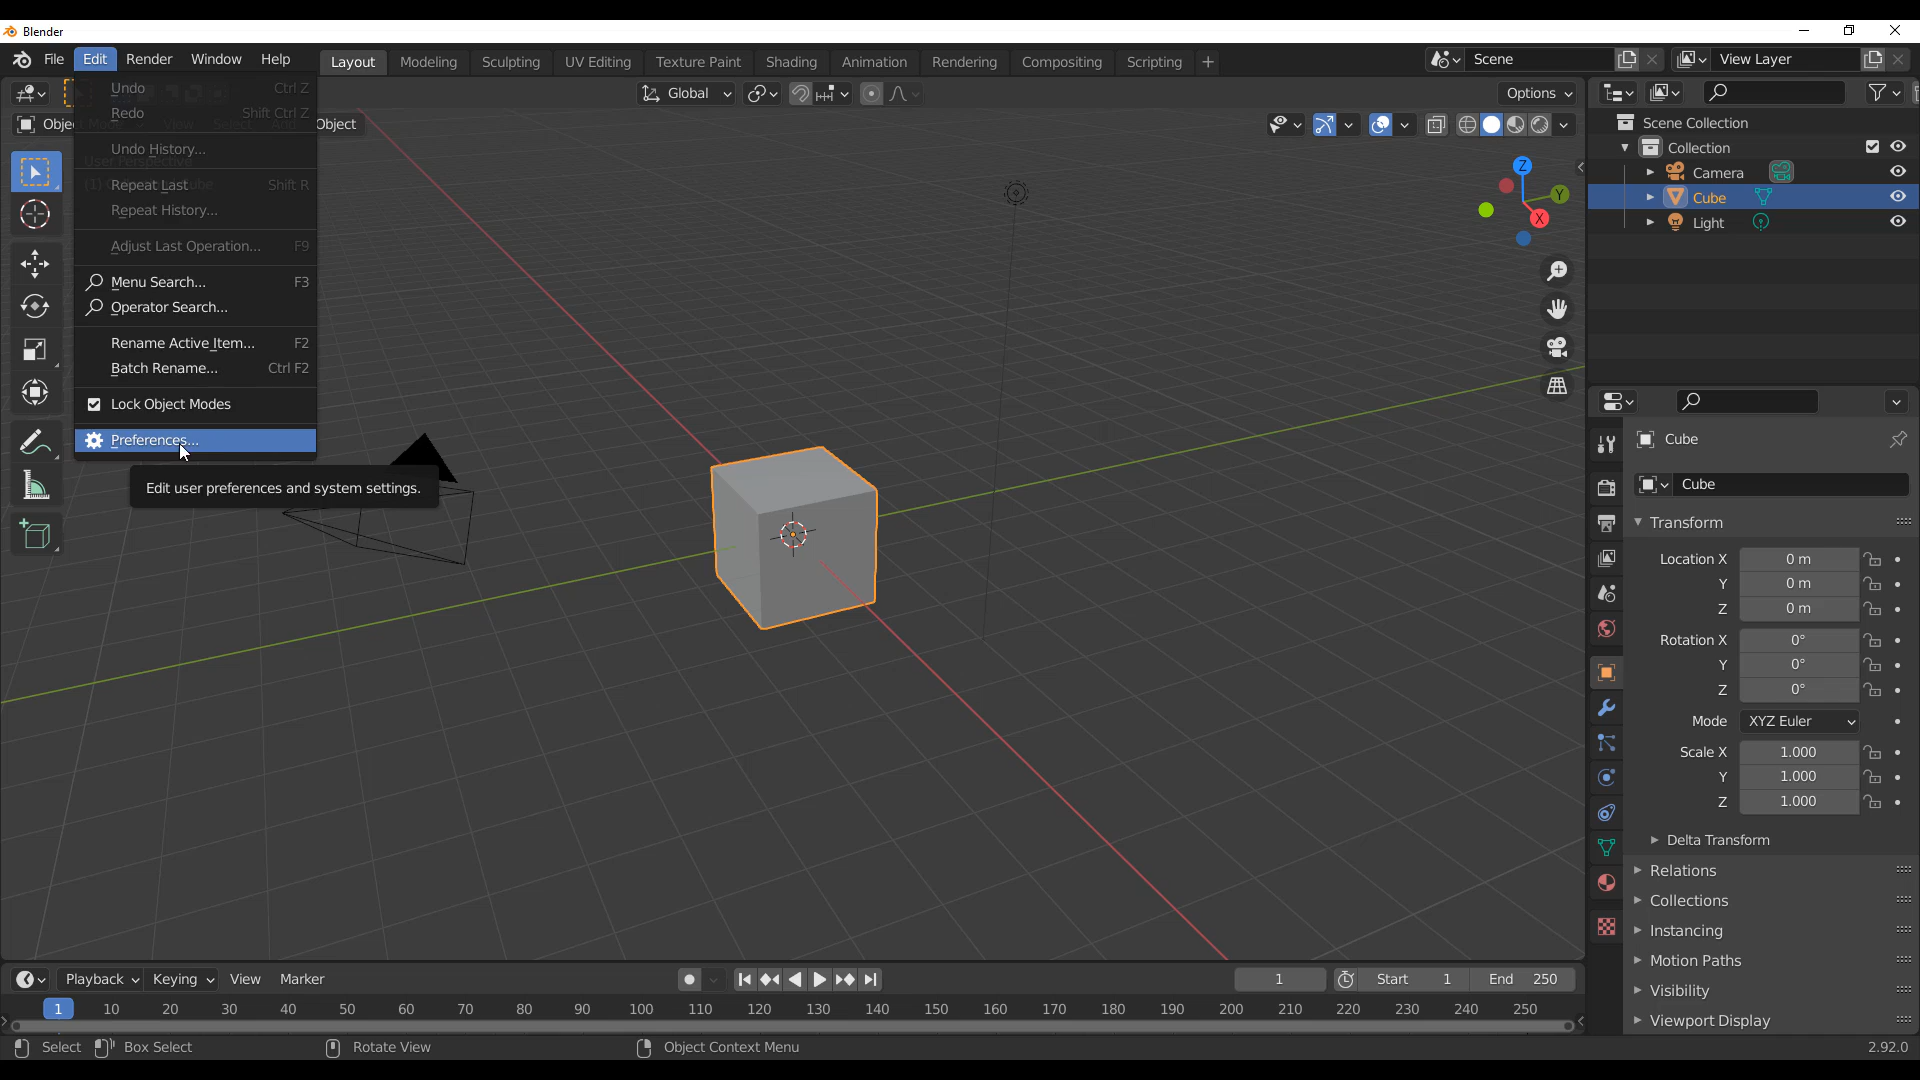 Blender
File Edit Render Window Help Layout Modeling Sculpting UV Editing Texture Paint Shading Animation Rendering Compositing Scripting + Scene View Layer
Global Options
Object Mode View Select Object
Undo Ctrl Z
Redo Shift Ctrl Z
Undo History...
User Perspective
Repeat Last Shift R
Repeat History...
Adjust Last Operation... F9
Menu Search... F3
Operator Search...
Rename Active Item... F2
Batch Rename... Ctrl F2
Lock Object Modes
Preferences...
Edit user preferences and system settings.
Z
Y
X
Scene Collection
Collection
Camera
Cube
Light
Cube
Cube
Transform
Location X 0 m
Y 0 m
Z 0 m
Rotation X 0°
Y 0°
Z 0°
Mode XYZ Euler
Scale X 1.000
Y 1.000
Z 1.000
Delta Transform
Relations
Collections
Instancing
Motion Paths
Visibility
Viewport Display
Playback Keying View Marker 1 Start 1 End 250
1 10 20 30 40 50 60 70 80 90 100 110 120 130 140 150 160 170 180 190 200 210 220 230 240 250
Select Box Select Rotate View Object Context Menu 2.92.0